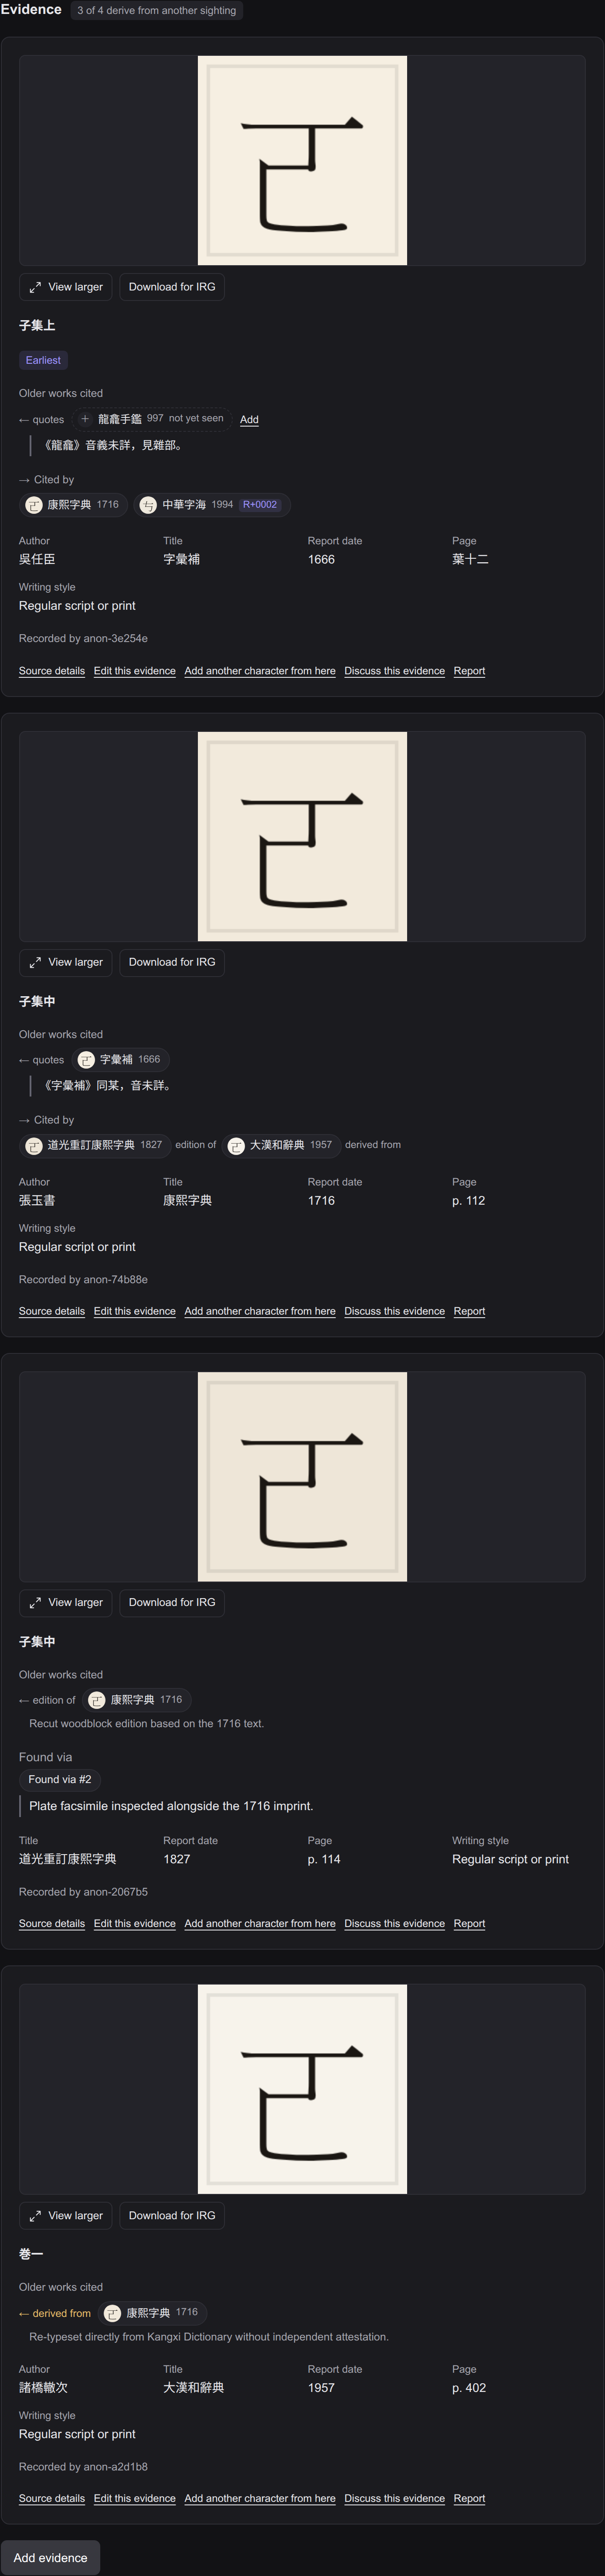 Evidence 3 of 4 derive from another sighting
View larger Download for IRG
子集上
Earliest
Older works cited
← quotes + 龍龕手鑑 997 not yet seen Add
《龍龕》音義未詳，見雜部。
→ Cited by
康熙字典 1716 中華字海 1994 R+0002
Author Title Report date Page
吳任臣 字彙補 1666 葉十二
Writing style
Regular script or print
Recorded by anon-3e254e
Source details Edit this evidence Add another character from here Discuss this evidence Report
View larger Download for IRG
子集中
Older works cited
← quotes 字彙補 1666
《字彙補》同某，音未詳。
→ Cited by
道光重訂康熙字典 1827 edition of 大漢和辭典 1957 derived from
Author Title Report date Page
張玉書 康熙字典 1716 p. 112
Writing style
Regular script or print
Recorded by anon-74b88e
Source details Edit this evidence Add another character from here Discuss this evidence Report
View larger Download for IRG
子集中
Older works cited
← edition of 康熙字典 1716
Recut woodblock edition based on the 1716 text.
Found via
Found via #2
Plate facsimile inspected alongside the 1716 imprint.
Title Report date Page Writing style
道光重訂康熙字典 1827 p. 114 Regular script or print
Recorded by anon-2067b5
Source details Edit this evidence Add another character from here Discuss this evidence Report
View larger Download for IRG
巻一
Older works cited
← derived from 康熙字典 1716
Re-typeset directly from Kangxi Dictionary without independent attestation.
Author Title Report date Page
諸橋轍次 大漢和辭典 1957 p. 402
Writing style
Regular script or print
Recorded by anon-a2d1b8
Source details Edit this evidence Add another character from here Discuss this evidence Report
Add evidence